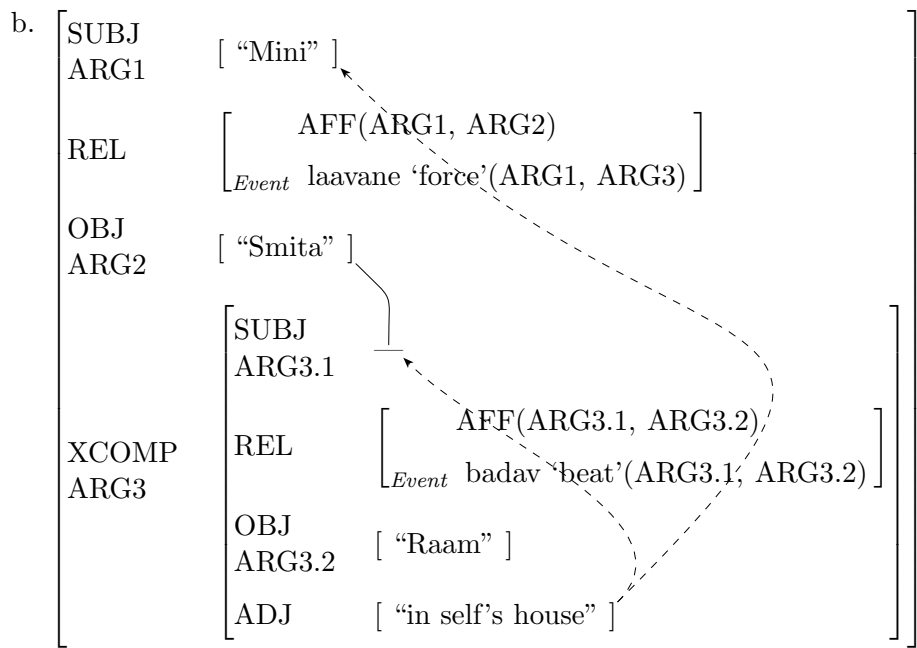 b.
SUBJ
ARG1
[ “Mini” ]
REL
AFF(ARG1, ARG2)
Event laavane ‘force’(ARG1, ARG3)
OBJ
ARG2
[ “Smita” ]
XCOMP
ARG3
SUBJ
ARG3.1
—
REL
AFF(ARG3.1, ARG3.2)
Event badav ‘beat’(ARG3.1, ARG3.2)
OBJ
ARG3.2
[ “Raam” ]
ADJ [ “in self's house” ]